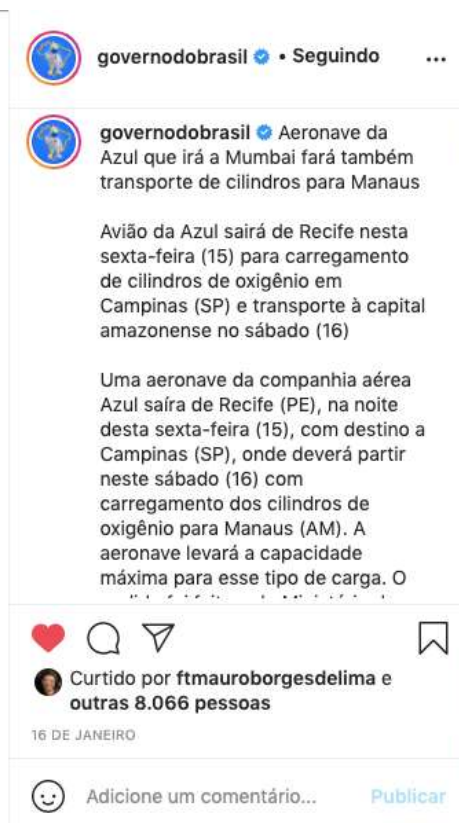 governodobrasil • Seguindo
governodobrasil Aeronave da
Azul que irá a Mumbai fará também
transporte de cilindros para Manaus
Avião da Azul sairá de Recife nesta
sexta-feira (15) para carregamento
de cilindros de oxigênio em
Campinas (SP) e transporte à capital
amazonense no sábado (16)
Uma aeronave da companhia aérea
Azul saíra de Recife (PE), na noite
desta sexta-feira (15), com destino a
Campinas (SP), onde deverá partir
neste sábado (16) com
carregamento dos cilindros de
oxigênio para Manaus (AM). A
aeronave levará a capacidade
máxima para esse tipo de carga. O
Curtido por ftmauroborgesdelima e
outras 8.066 pessoas
16 DE JANEIRO
Adicione um comentário... Publicar